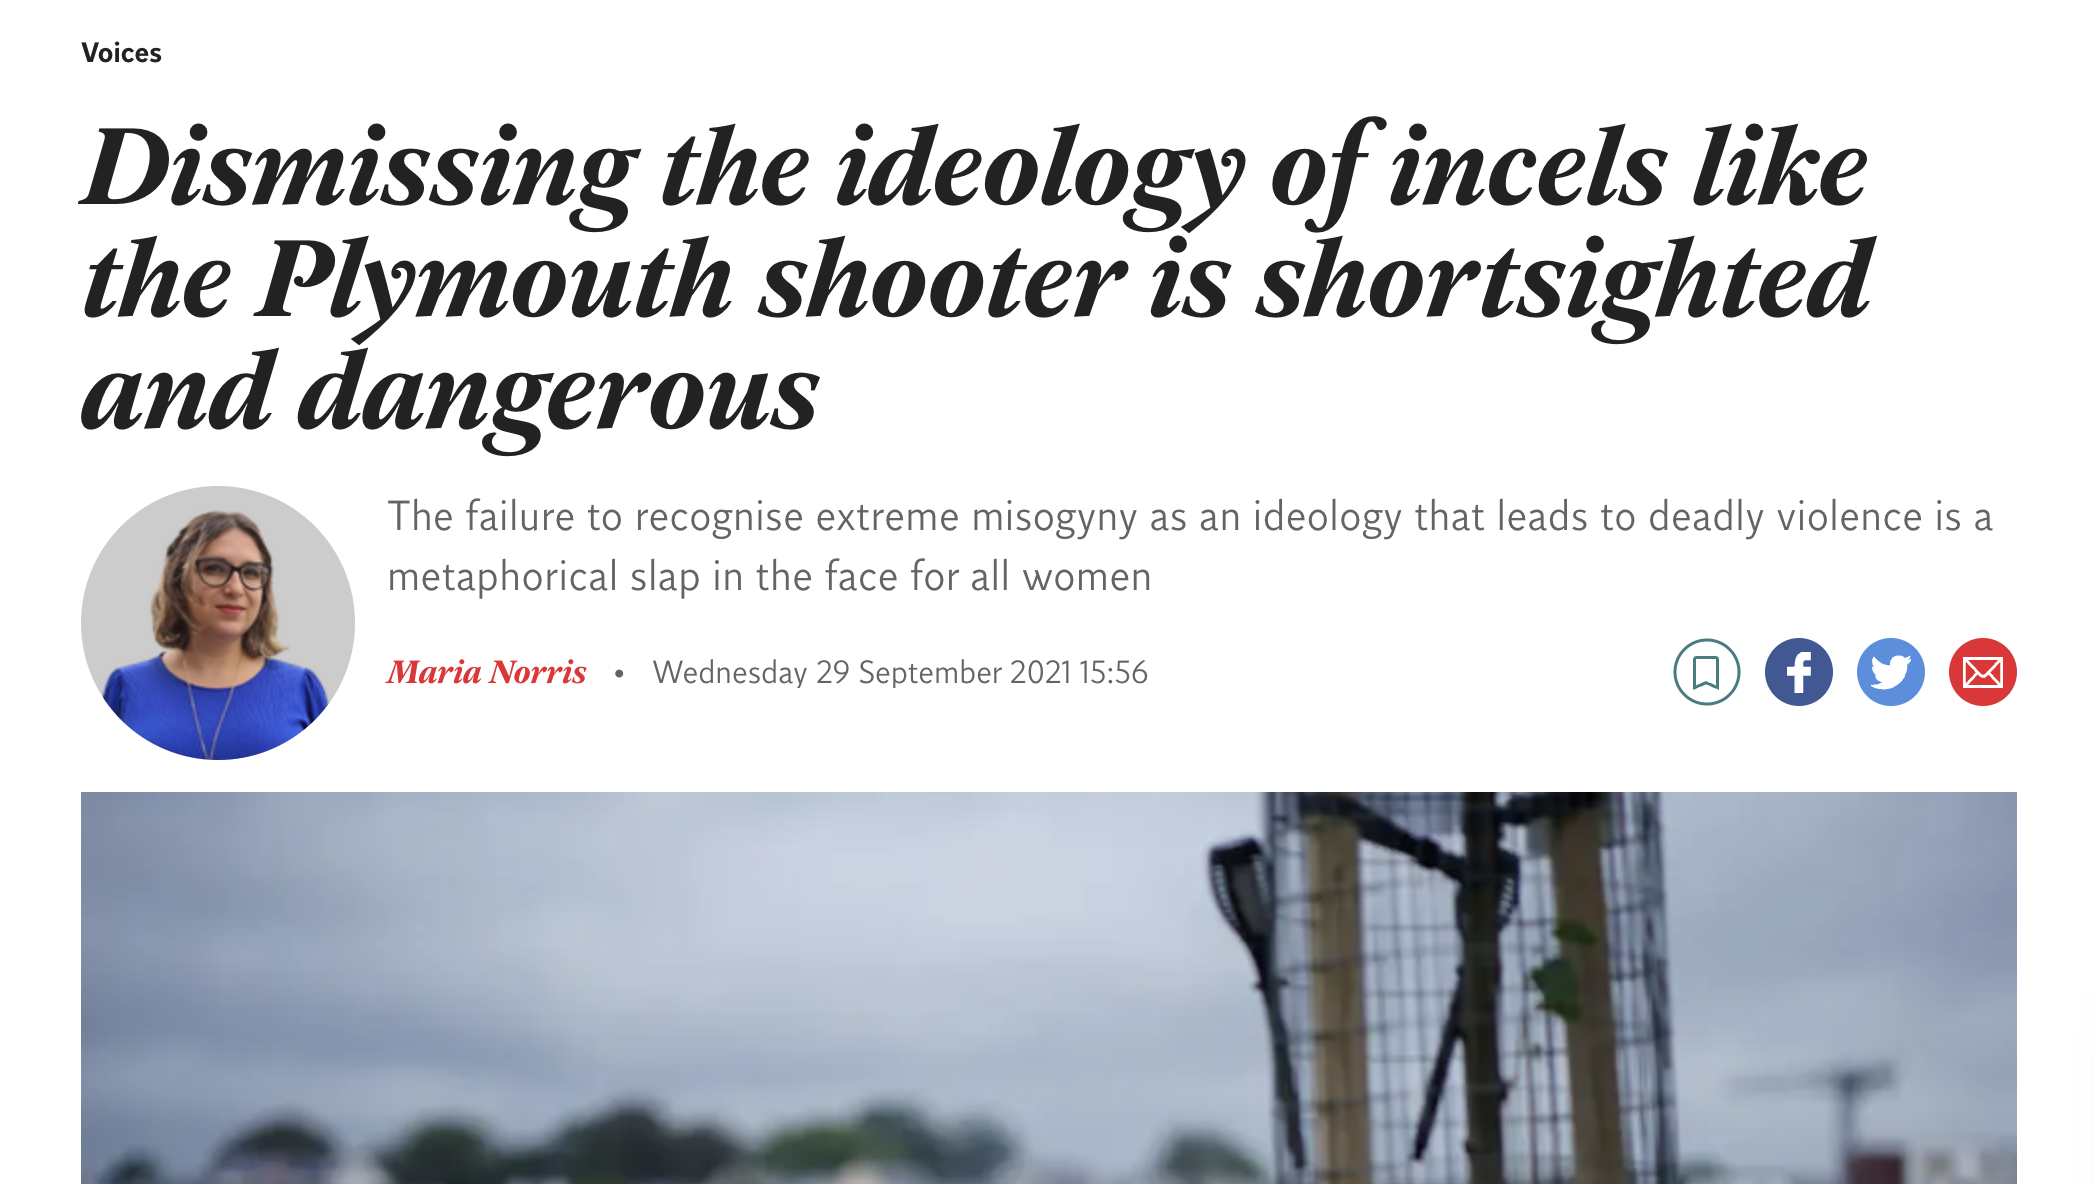 Voices
Dismissing the ideology of incels like
the Plymouth shooter is shortsighted
and dangerous
The failure to recognise extreme misogyny as an ideology that leads to deadly violence is a
metaphorical slap in the face for all women
Maria Norris • Wednesday 29 September 2021 15:56